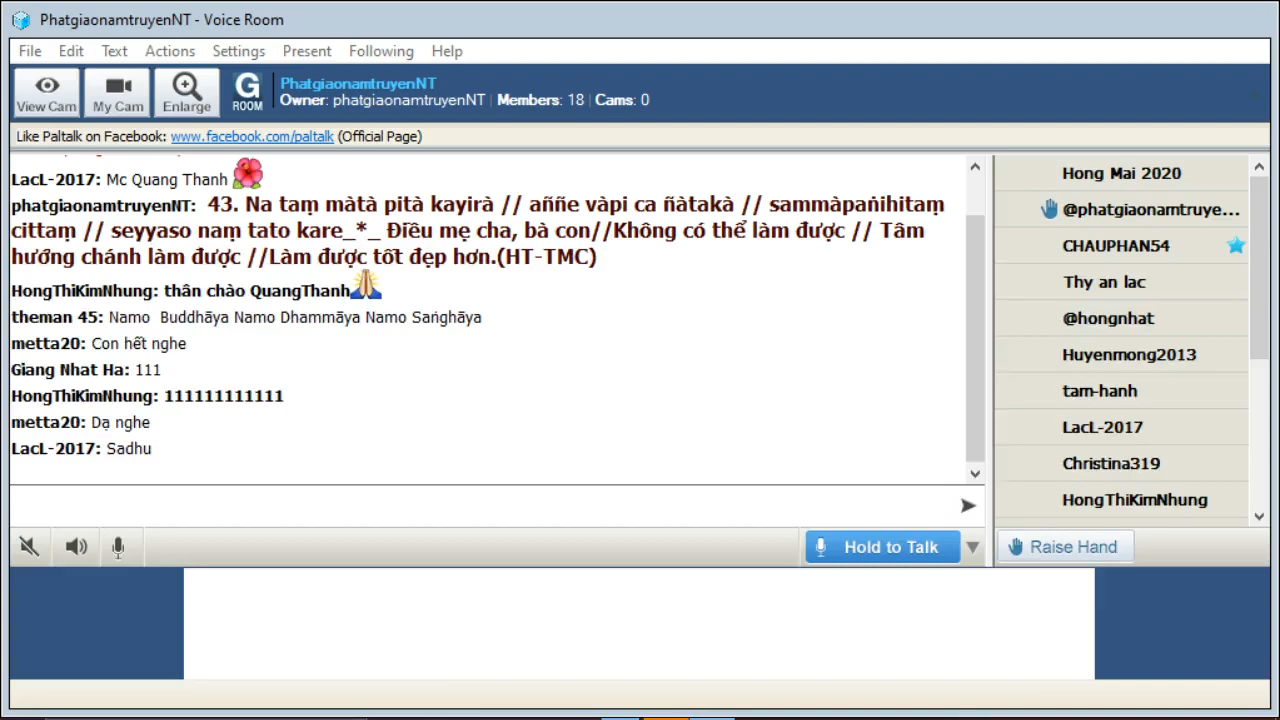 PhatgiaonamtruyenNT - Voice Room
File Edit Text Actions Settings Present Following Help
View Cam My Cam Enlarge G ROOM
PhatgiaonamtruyenNT
Owner: phatgiaonamtruyenNT | Members: 18 | Cams: 0
Like Paltalk on Facebook: www.facebook.com/paltalk (Official Page)
LacL-2017: Mc Quang Thanh
phatgiaonamtruyenNT: 43. Na taṃ màtà pità kayirà // aññe vàpi ca ñàtakà // sammàpaṅihitaṃ
cittaṃ // seyyaso naṃ tato kare_*_ Điều mẹ cha, bà con//Không có thể làm được // Tâm
hướng chánh làm được //Làm được tốt đẹp hơn.(HT-TMC)
HongThiKimNhung: thân chào QuangThanh
theman 45: Namo Buddhāya Namo Dhammāya Namo Saṅghāya
metta20: Con hết nghe
Giang Nhat Ha: 111
HongThiKimNhung: 111111111111
metta20: Dạ nghe
LacL-2017: Sadhu
Hold to Talk
Hong Mai 2020
@phatgiaonamtruye...
CHAUPHAN54
Thy an lac
@hongnhat
Huyenmong2013
tam-hanh
LacL-2017
Christina319
HongThiKimNhung
Raise Hand